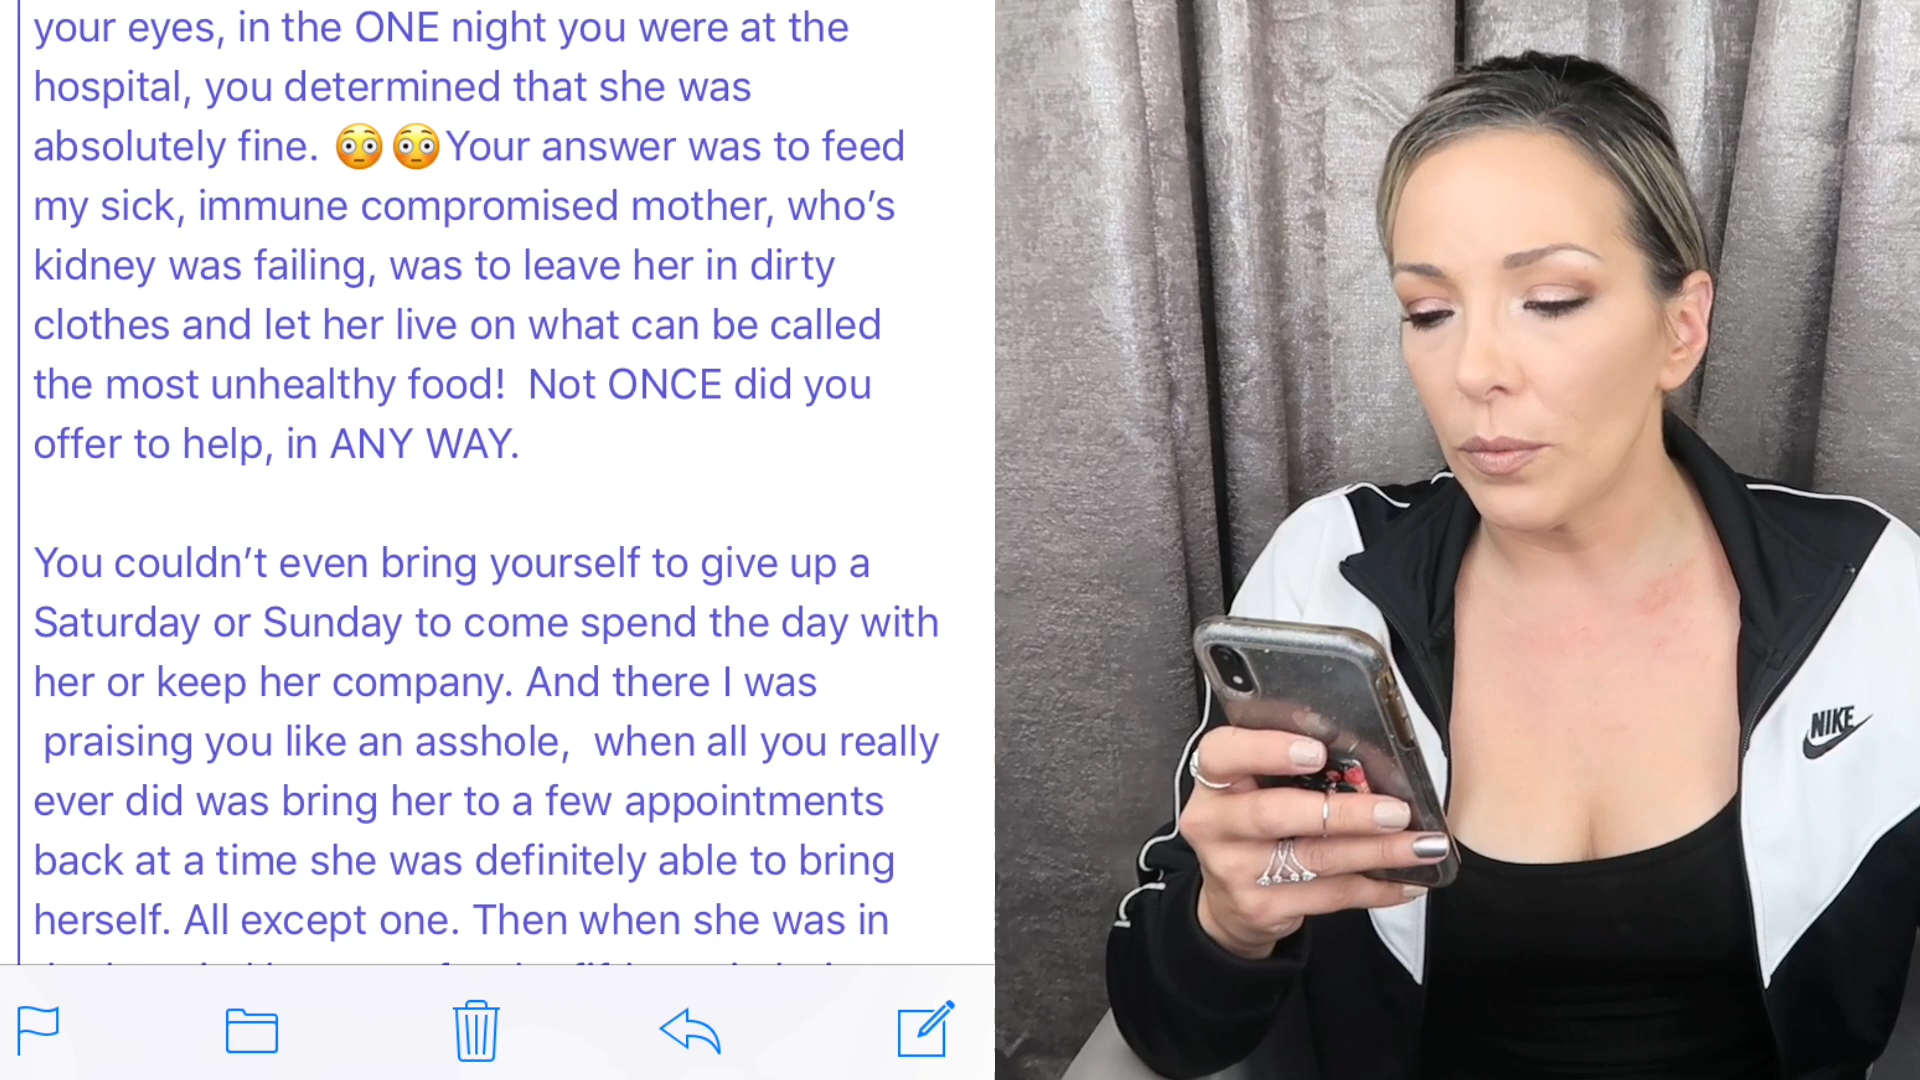 your eyes, in the ONE night you were at the
hospital, you determined that she was
absolutely fine. 😳😳Your answer was to feed
my sick, immune compromised mother, who’s
kidney was failing, was to leave her in dirty
clothes and let her live on what can be called
the most unhealthy food!  Not ONCE did you
offer to help, in ANY WAY.
You couldn’t even bring yourself to give up a
Saturday or Sunday to come spend the day with
her or keep her company. And there I was
praising you like an asshole,  when all you really
ever did was bring her to a few appointments
back at a time she was definitely able to bring
herself. All except one. Then when she was in
NIKE